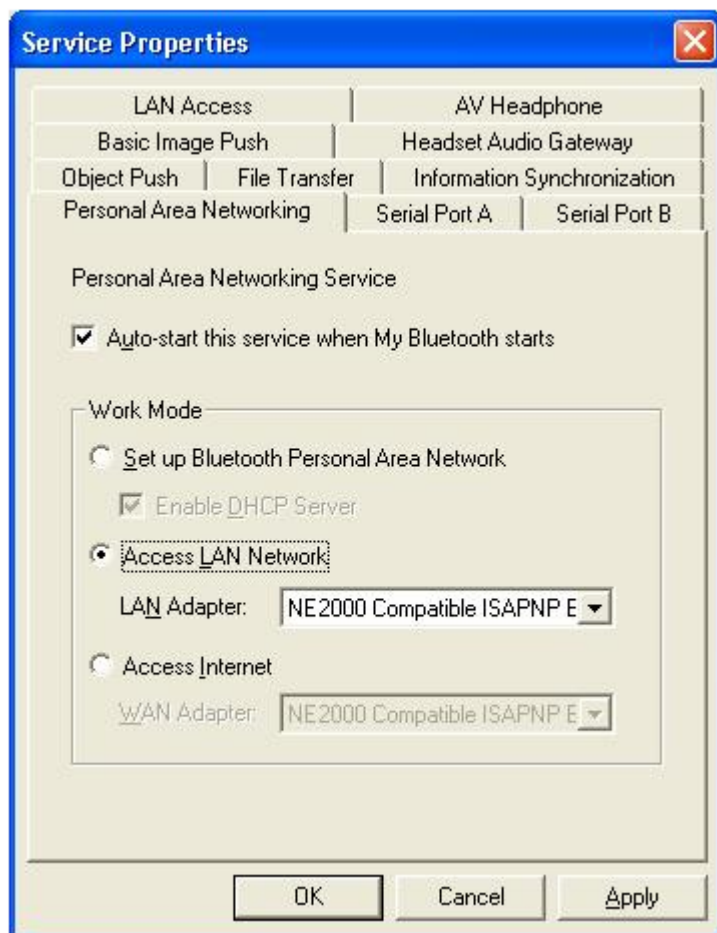 Service Properties
LAN Access AV Headphone
Basic Image Push Headset Audio Gateway
Object Push File Transfer Information Synchronization
Personal Area Networking Serial Port A Serial Port B
Personal Area Networking Service
Auto-start this service when My Bluetooth starts
Work Mode
Set up Bluetooth Personal Area Network
Enable DHCP Server
Access LAN Network
LAN Adapter: NE2000 Compatible ISAPNP E
Access Internet
WAN Adapter: NE2000 Compatible ISAPNP E
OK Cancel Apply